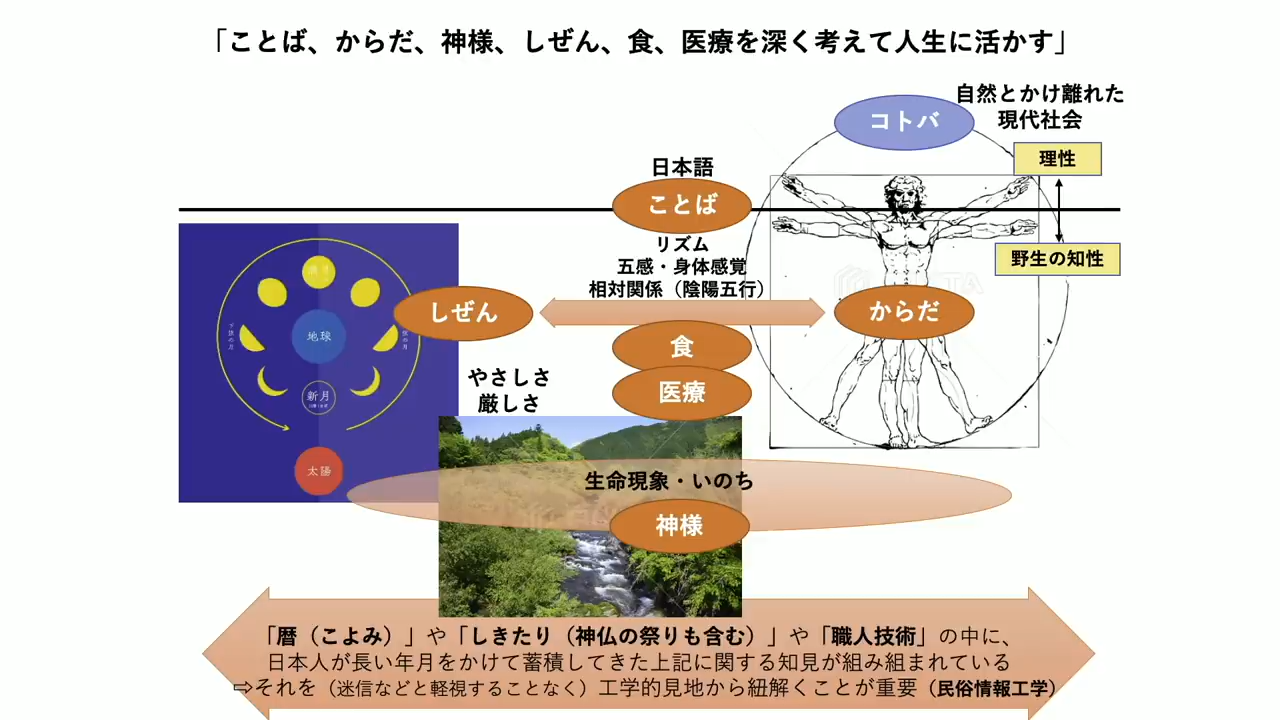 「ことば、からだ、神様、しぜん、食、医療を深く考えて人生に活かす」
コトバ
自然とかけ離れた
現代社会
理性
野生の知性
日本語
ことば
リズム
五感・身体感覚
相対関係（陰陽五行）
しぜん
からだ
食
医療
地球
下弦の月
新月
太陽
やさしさ
厳しさ
生命現象・いのち
神様
「暦（こよみ）」や「しきたり（神仏の祭りも含む）」や「職人技術」の中に、
日本人が長い年月をかけて蓄積してきた上記に関する知見が組み組まれている
⇨それを（迷信などと軽視することなく）工学的見地から紐解くことが重要（民俗情報工学）